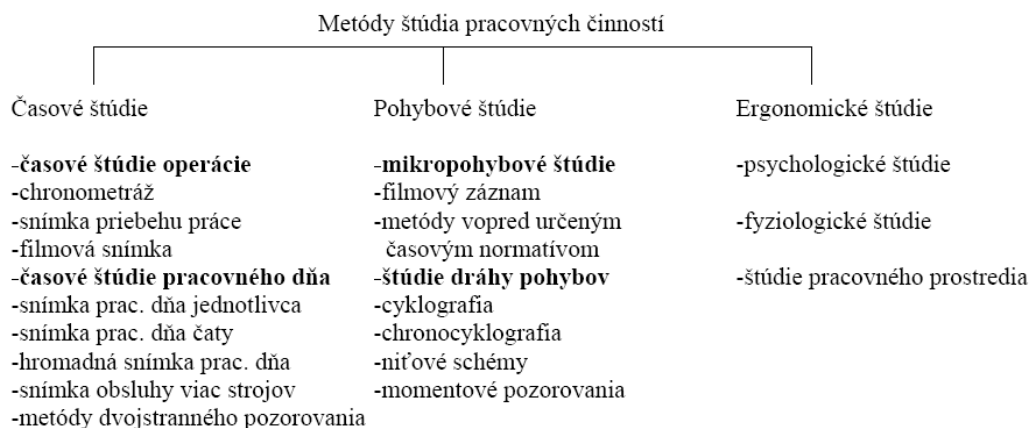 Metódy štúdia pracovných činností
Časové štúdie
-časové štúdie operácie
-chronometráž
-snímka priebehu práce
-filmová snímka
-časové štúdie pracovného dňa
-snímka prac. dňa jednotlivca
-snímka prac. dňa čaty
-hromadná snímka prac. dňa
-snímka obsluhy viac strojov
-metódy dvojstranného pozorovania
Pohybové štúdie
-mikropohybové štúdie
-filmový záznam
-metódy vopred určeným
časovým normatívom
-štúdie dráhy pohybov
-cyklografia
-chronocyklografia
-niťové schémy
-momentové pozorovania
Ergonomické štúdie
-psychologické štúdie
-fyziologické štúdie
-štúdie pracovného prostredia